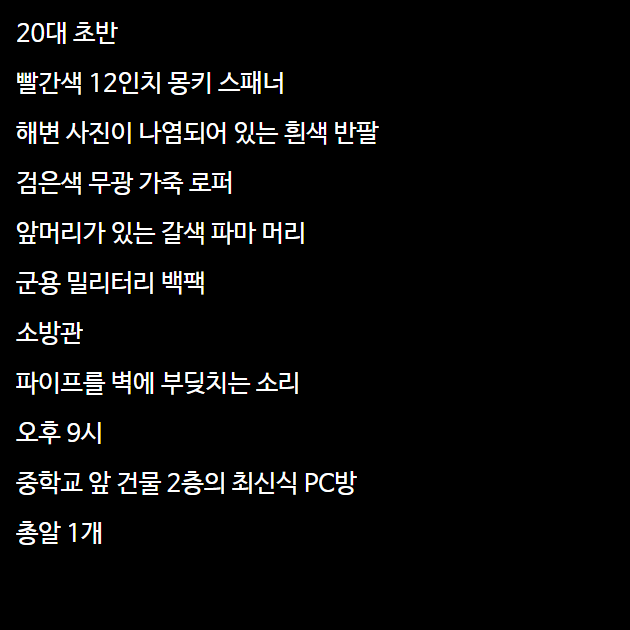 20대 초반
빨간색 12인치 몽키 스패너
해변 사진이 나염되어 있는 흰색 반팔
검은색 무광 가죽 로퍼
앞머리가 있는 갈색 파마 머리
군용 밀리터리 백팩
소방관
파이프를 벽에 부딪치는 소리
오후 9시
중학교 앞 건물 2층의 최신식 PC방
총알 1개